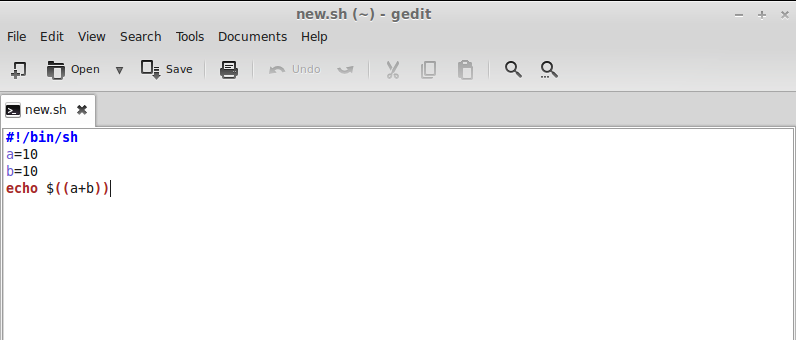 new.sh (~) - gedit
File Edit View Search Tools Documents Help
Open Save Undo
new.sh
#!/bin/sh
a=10
b=10
echo $((a+b))